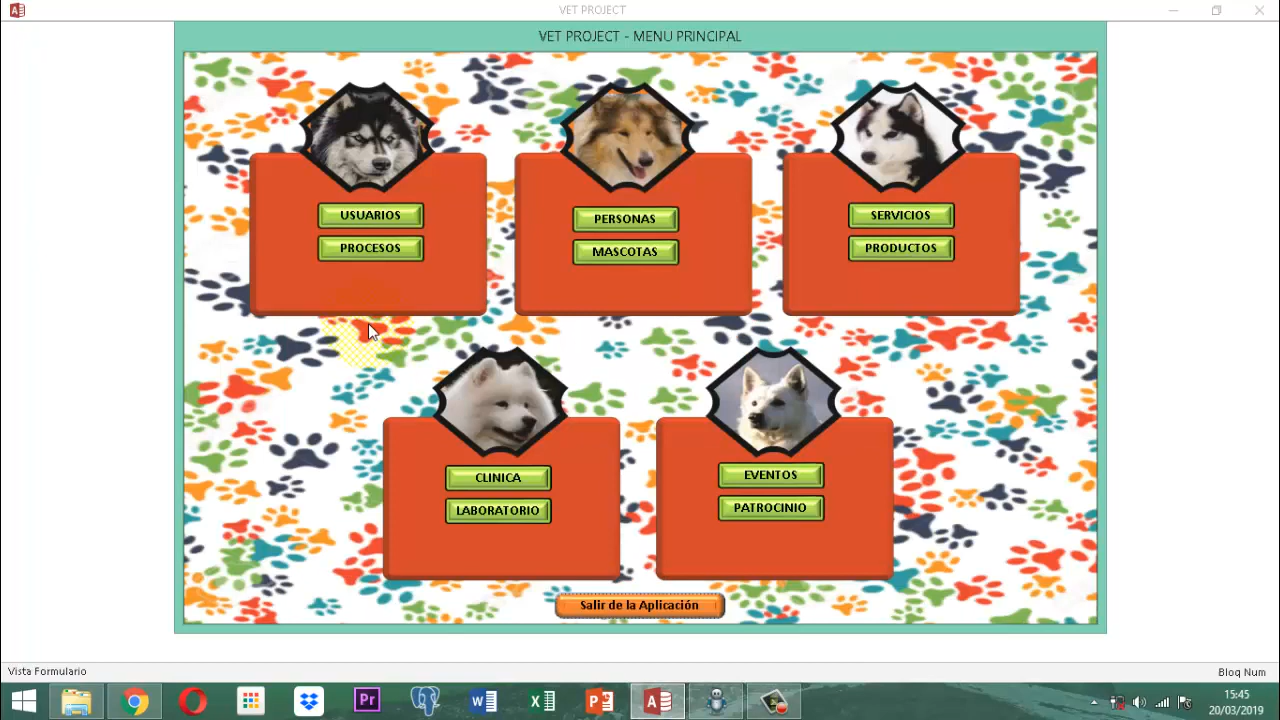 VET PROJECT
VET PROJECT - MENU PRINCIPAL
USUARIOS
PROCESOS
PERSONAS
MASCOTAS
SERVICIOS
PRODUCTOS
CLINICA
LABORATORIO
EVENTOS
PATROCINIO
Salir de la Aplicación
Vista Formulario
Bloq Num
Pr
15:45
20/03/2019